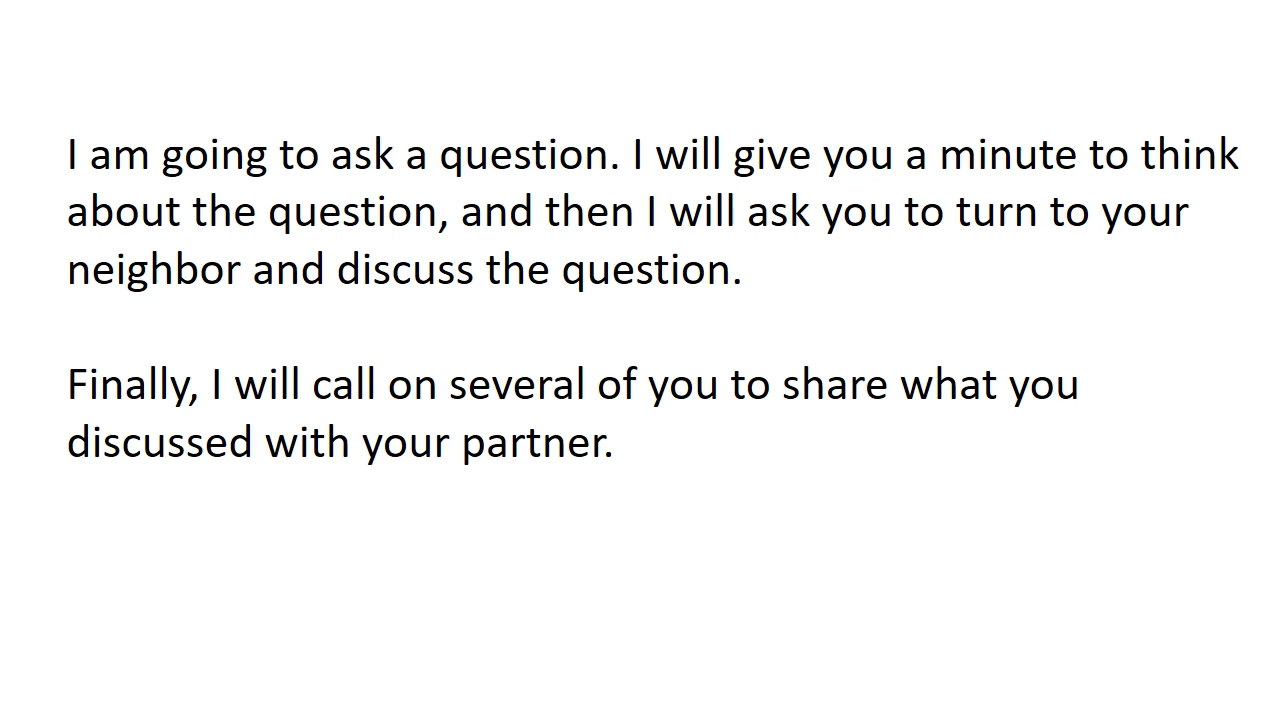 I am going to ask a question. I will give you a minute to think
about the question, and then I will ask you to turn to your
neighbor and discuss the question.
Finally, I will call on several of you to share what you
discussed with your partner.